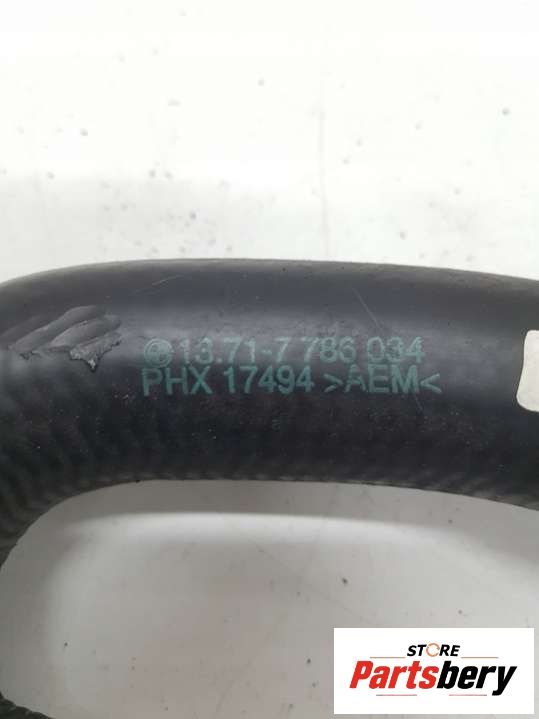 13.71-7 786 034
PHX 17494 >AEM<
STORE
Partsbery